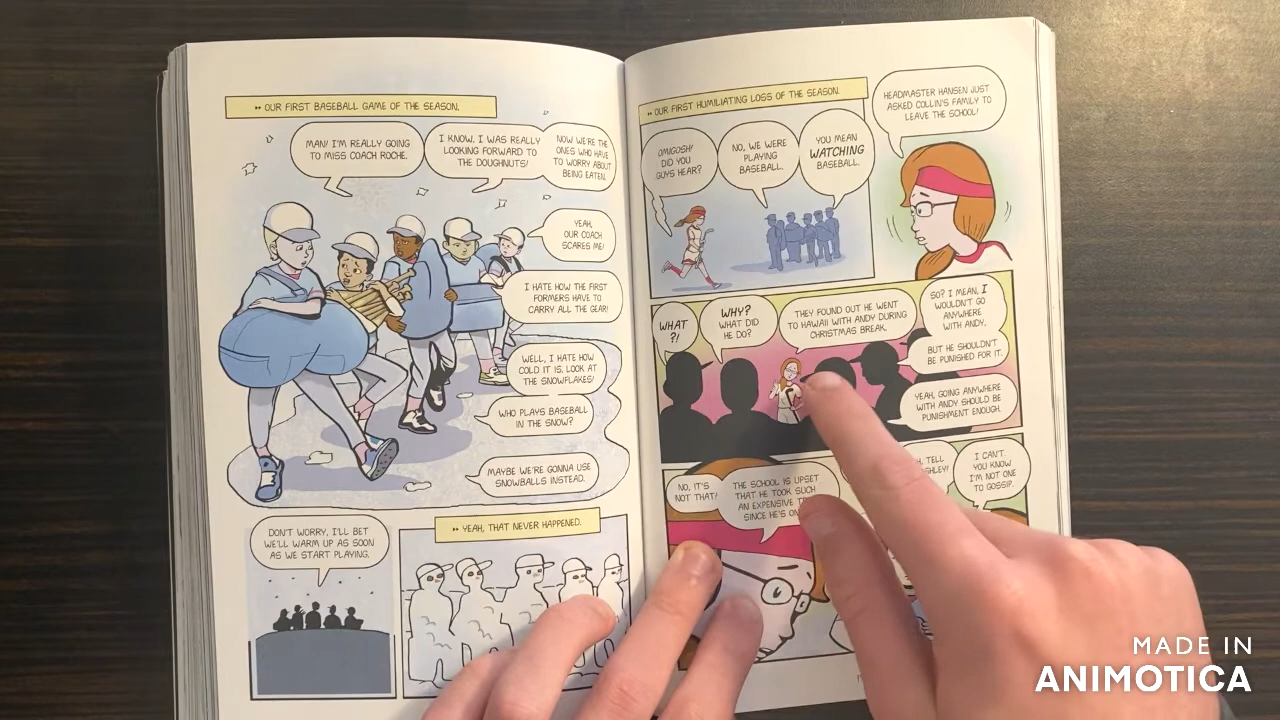 ▸▸ OUR FIRST BASEBALL GAME OF THE SEASON.
MAN! I'M REALLY GOING
TO MISS COACH ROCHE.
I KNOW. I WAS REALLY
LOOKING FORWARD TO
THE DOUGHNUTS!
NOW WE'RE THE
ONES WHO HAVE
TO WORRY ABOUT
BEING EATEN.
YEAH,
OUR COACH
SCARES ME!
I HATE HOW THE FIRST
FORMERS HAVE TO
CARRY ALL THE GEAR!
WELL, I HATE HOW
COLD IT IS. LOOK AT
THE SNOWFLAKES!
WHO PLAYS BASEBALL
IN THE SNOW?
MAYBE WE'RE GONNA USE
SNOWBALLS INSTEAD.
DON'T WORRY, I'LL BET
WE'LL WARM UP AS SOON
AS WE START PLAYING.
▸▸ YEAH, THAT NEVER HAPPENED.
▸▸ OUR FIRST HUMILIATING LOSS OF THE SEASON.
OMIGOSH!
DID YOU
GUYS HEAR?
NO, WE WERE
PLAYING
BASEBALL.
YOU MEAN
WATCHING
BASEBALL.
HEADMASTER HANSEN JUST
ASKED COLLIN'S FAMILY TO
LEAVE THE SCHOOL!
WHAT
?!
WHY?
WHAT DID
HE DO?
THEY FOUND OUT HE WENT
TO HAWAII WITH ANDY DURING
CHRISTMAS BREAK.
SO? I MEAN, I
WOULDN'T GO
ANYWHERE
WITH ANDY.
BUT HE SHOULDN'T
BE PUNISHED FOR IT.
YEAH, GOING ANYWHERE
WITH ANDY SHOULD BE
PUNISHMENT ENOUGH.
NO, IT'S
NOT THAT!
THE SCHOOL IS UPSET
THAT HE TOOK SUCH
AN EXPENSIVE
SINCE HE'S
TELL
I CAN'T.
YOU KNOW
I'M NOT ONE
TO GOSSIP.
MADE IN
ANIMOTICA